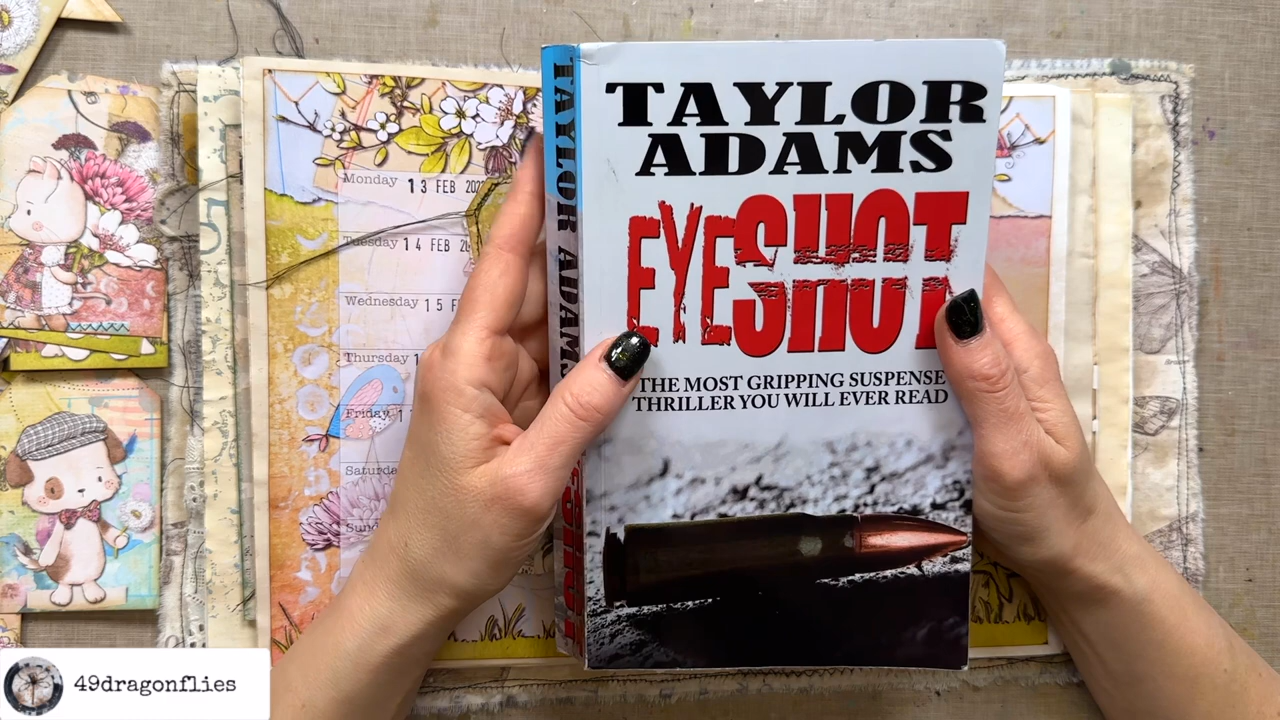 TAYLOR
ADAMS
EYESHOT
THE MOST GRIPPING SUSPENSE
THRILLER YOU WILL EVER READ
TAYLOR ADAMS
Monday 13 FEB
Tuesday 14 FEB
Wednesday 15
Thursday
Friday
49dragonflies